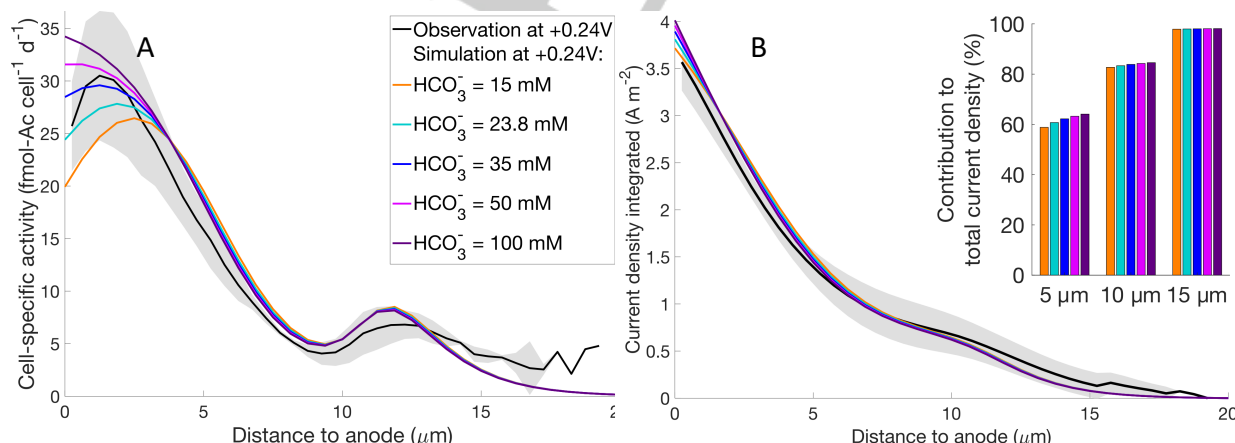 A
Cell-specific activity (fmol-Ac cell⁻¹ d⁻¹)
35
30
25
20
15
10
5
0
0
5
10
15
2
Distance to anode (μm)
Observation at +0.24V
Simulation at +0.24V:
HCO₃⁻ = 15 mM
HCO₃⁻ = 23.8 mM
HCO₃⁻ = 35 mM
HCO₃⁻ = 50 mM
HCO₃⁻ = 100 mM
B
Current density integrated (A m⁻²)
4
3.5
3
2.5
2
1.5
1
0.5
0
0
5
10
15
20
Distance to anode (μm)
Contribution to
total current density (%)
100
80
60
40
20
0
5 μm
10 μm
15 μm